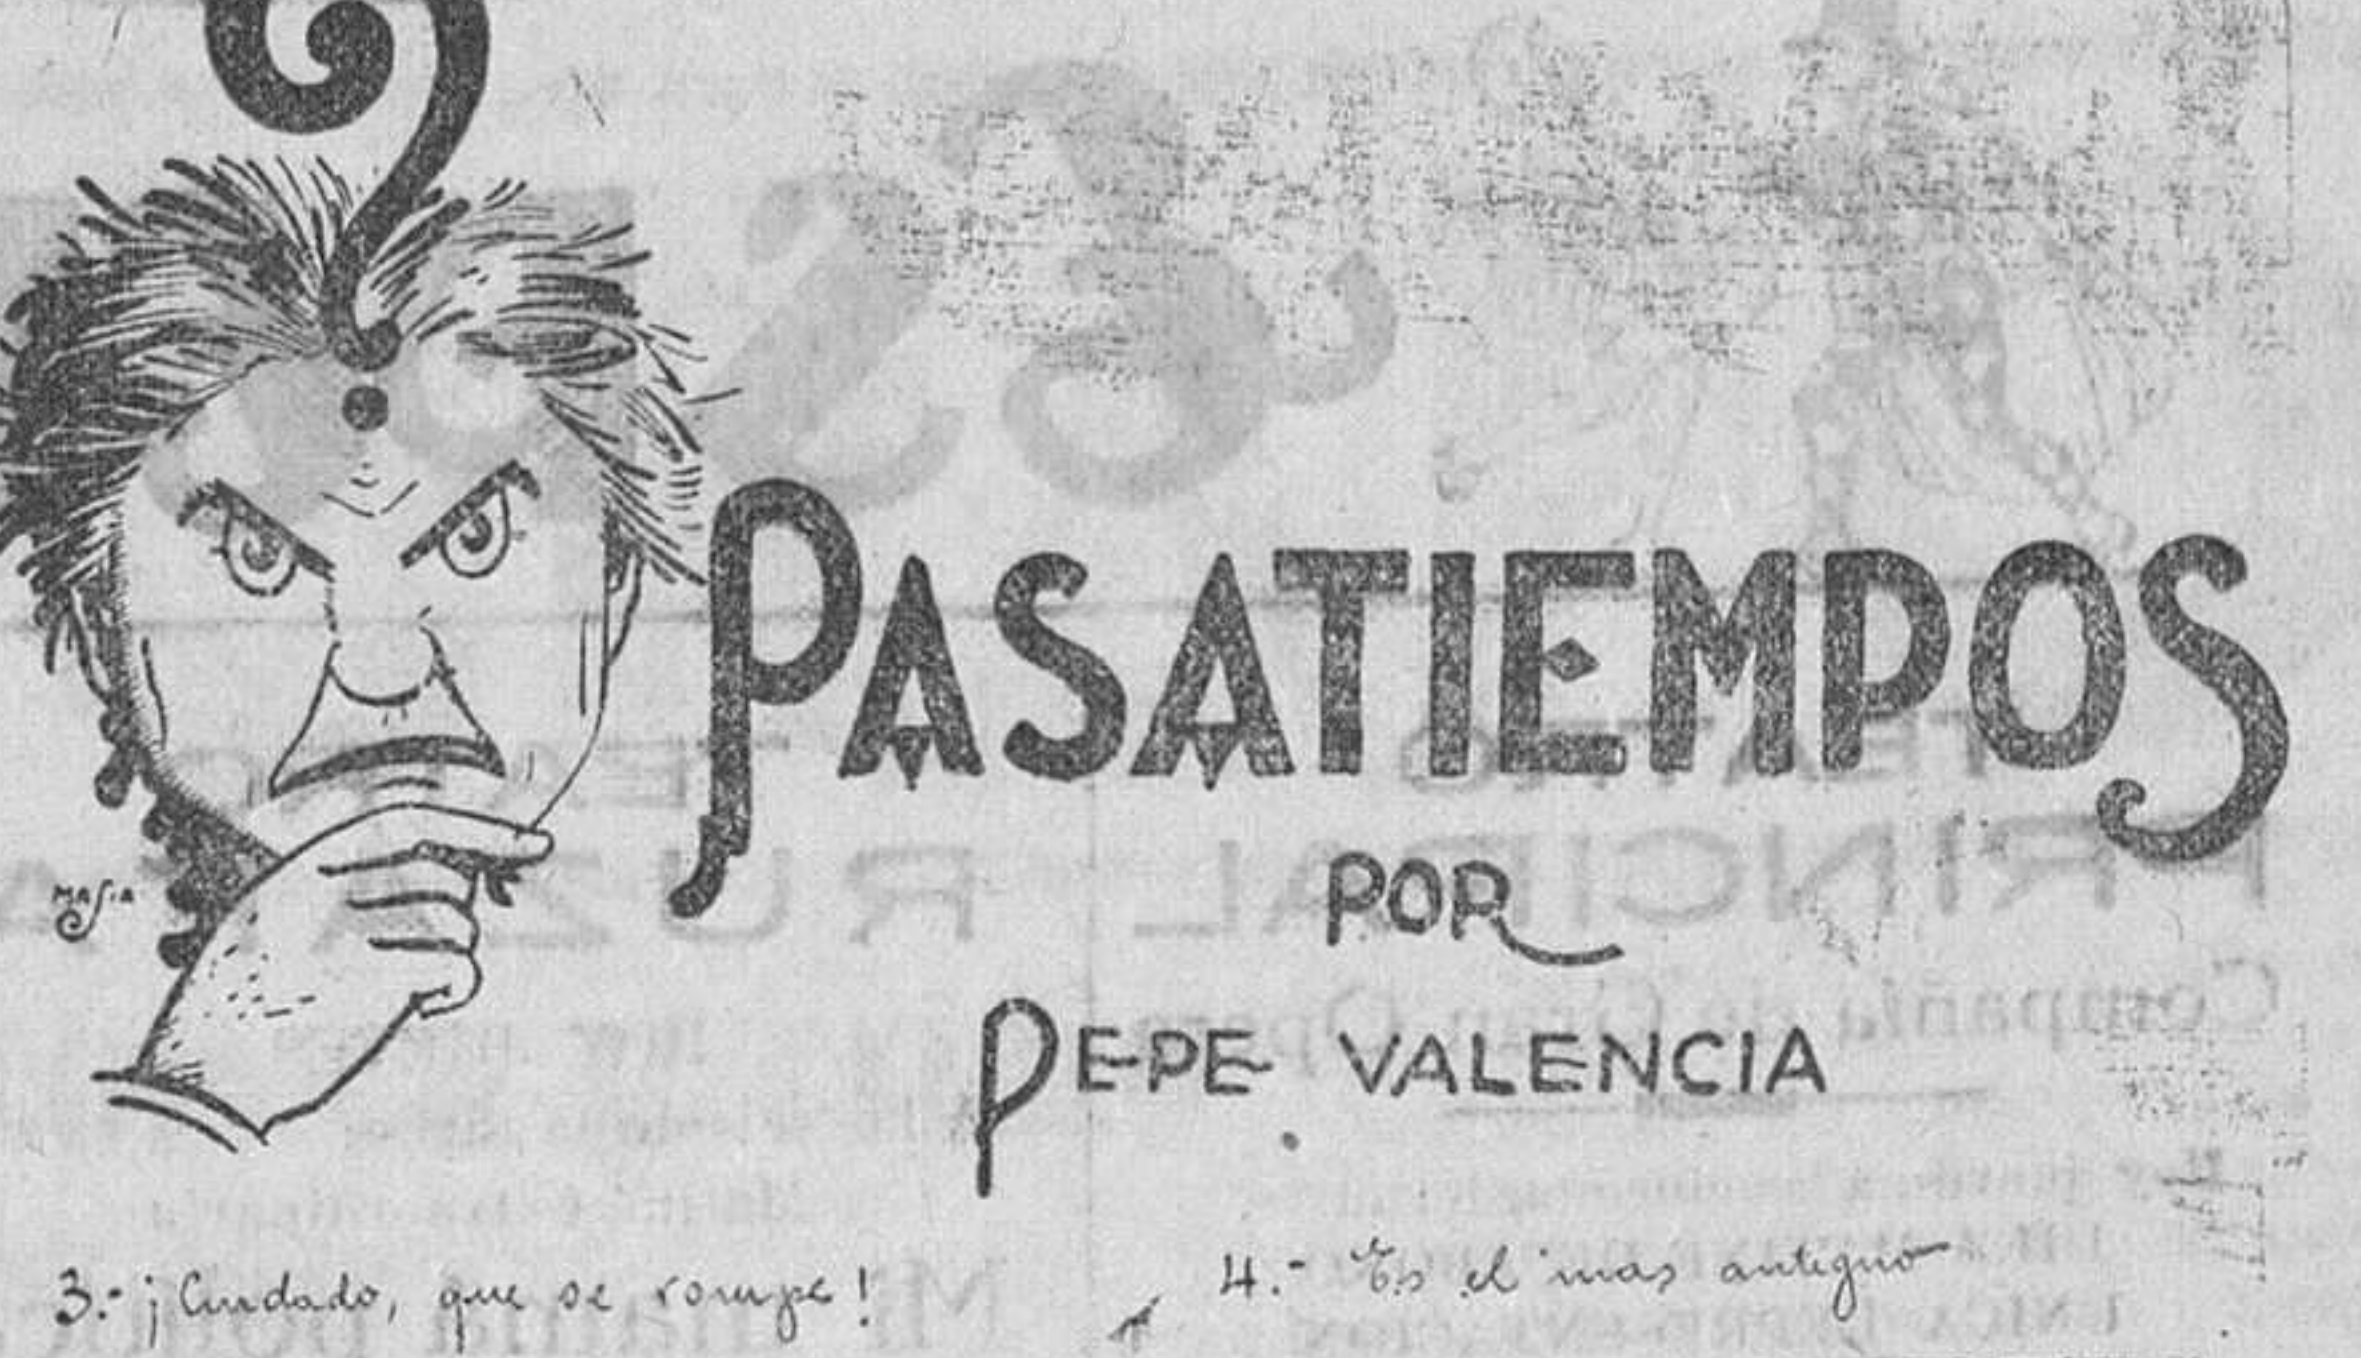 PASATIEMPOS
POR
PEPE VALENCIA
MASIA
3.- ¡Cuidado, que se rompe!
4.- Es el mas antiguo